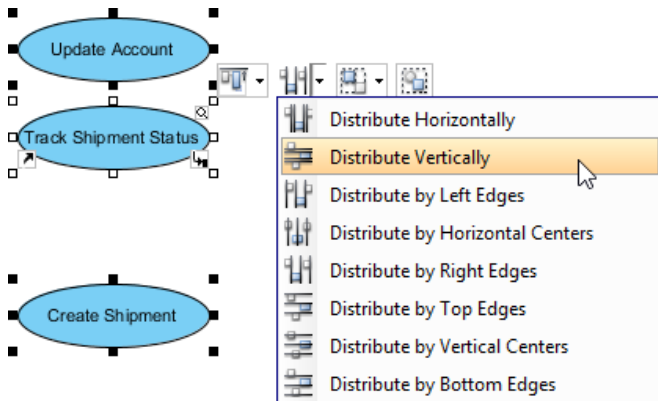 Update Account
Track Shipment Status
Create Shipment
Distribute Horizontally
Distribute Vertically
Distribute by Left Edges
Distribute by Horizontal Centers
Distribute by Right Edges
Distribute by Top Edges
Distribute by Vertical Centers
Distribute by Bottom Edges